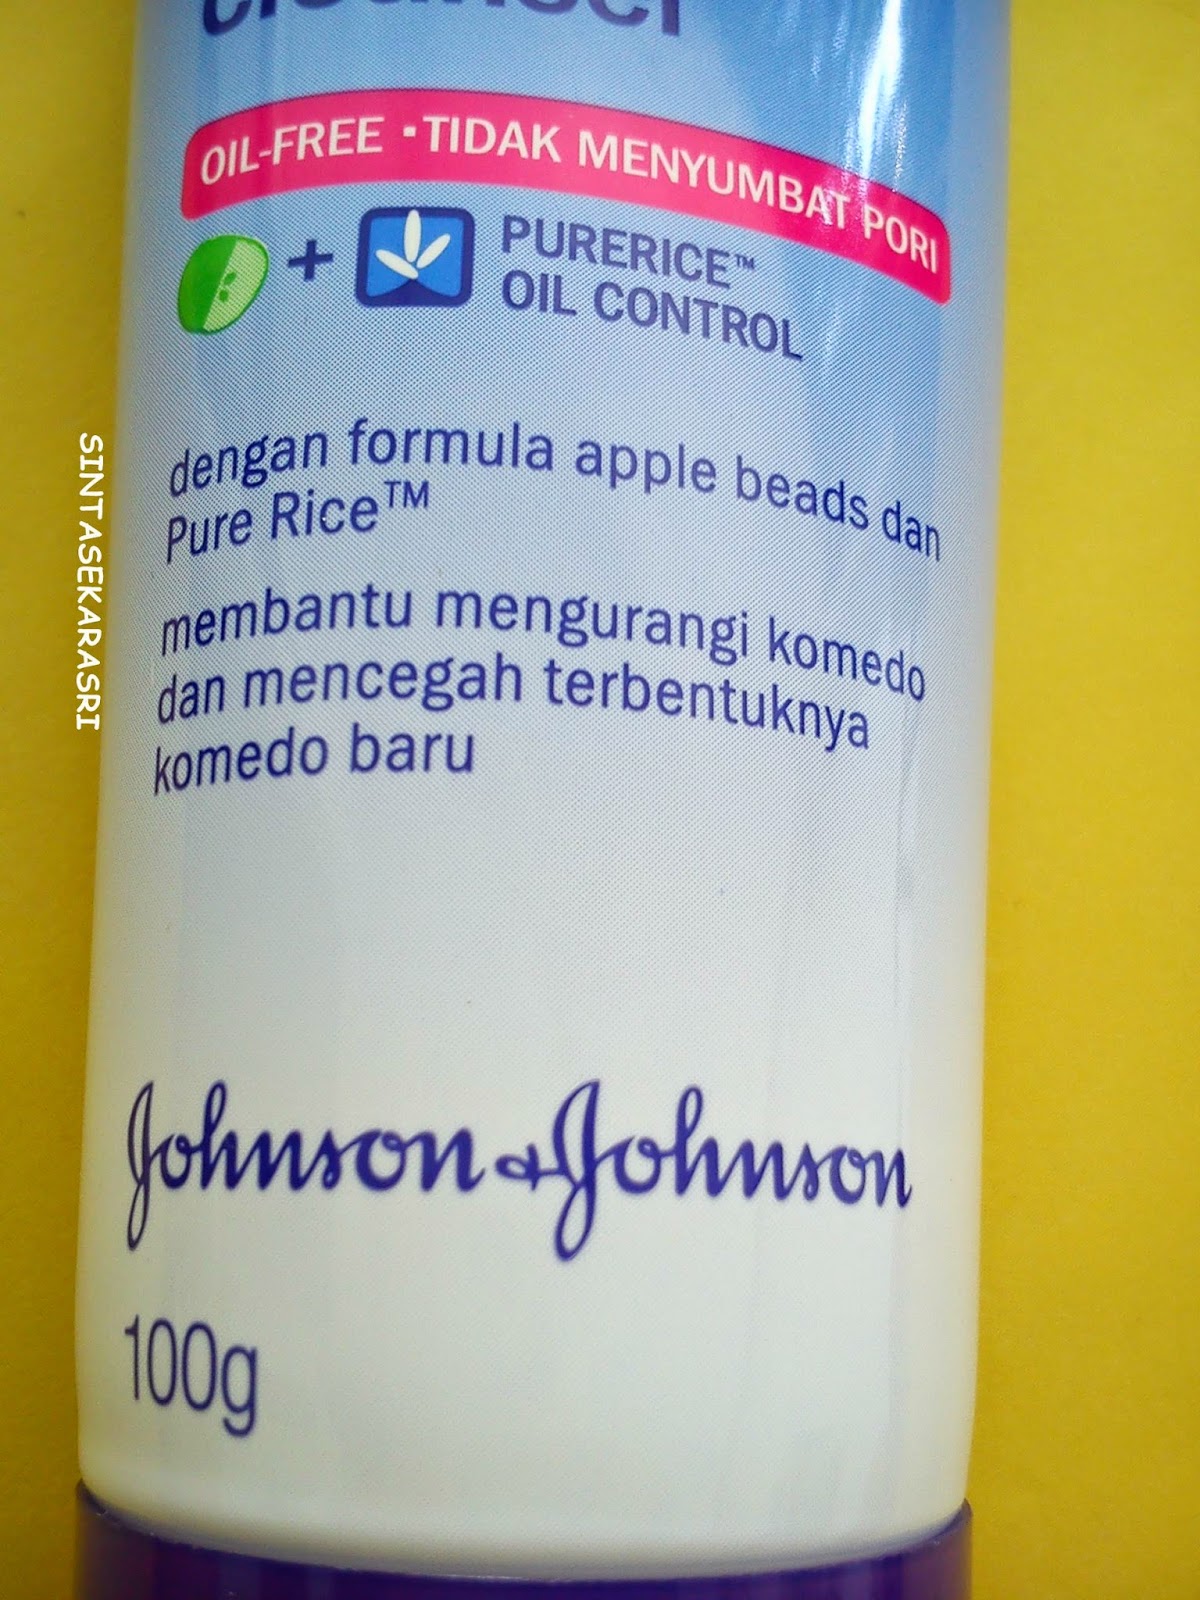 cleanser
OIL-FREE ▪ TIDAK MENYUMBAT PORI
+
PURERICE™
OIL CONTROL
dengan formula apple beads dan
Pure Rice™
membantu mengurangi komedo
dan mencegah terbentuknya
komedo baru
Johnson & Johnson
100g
SINTASEKARASRI